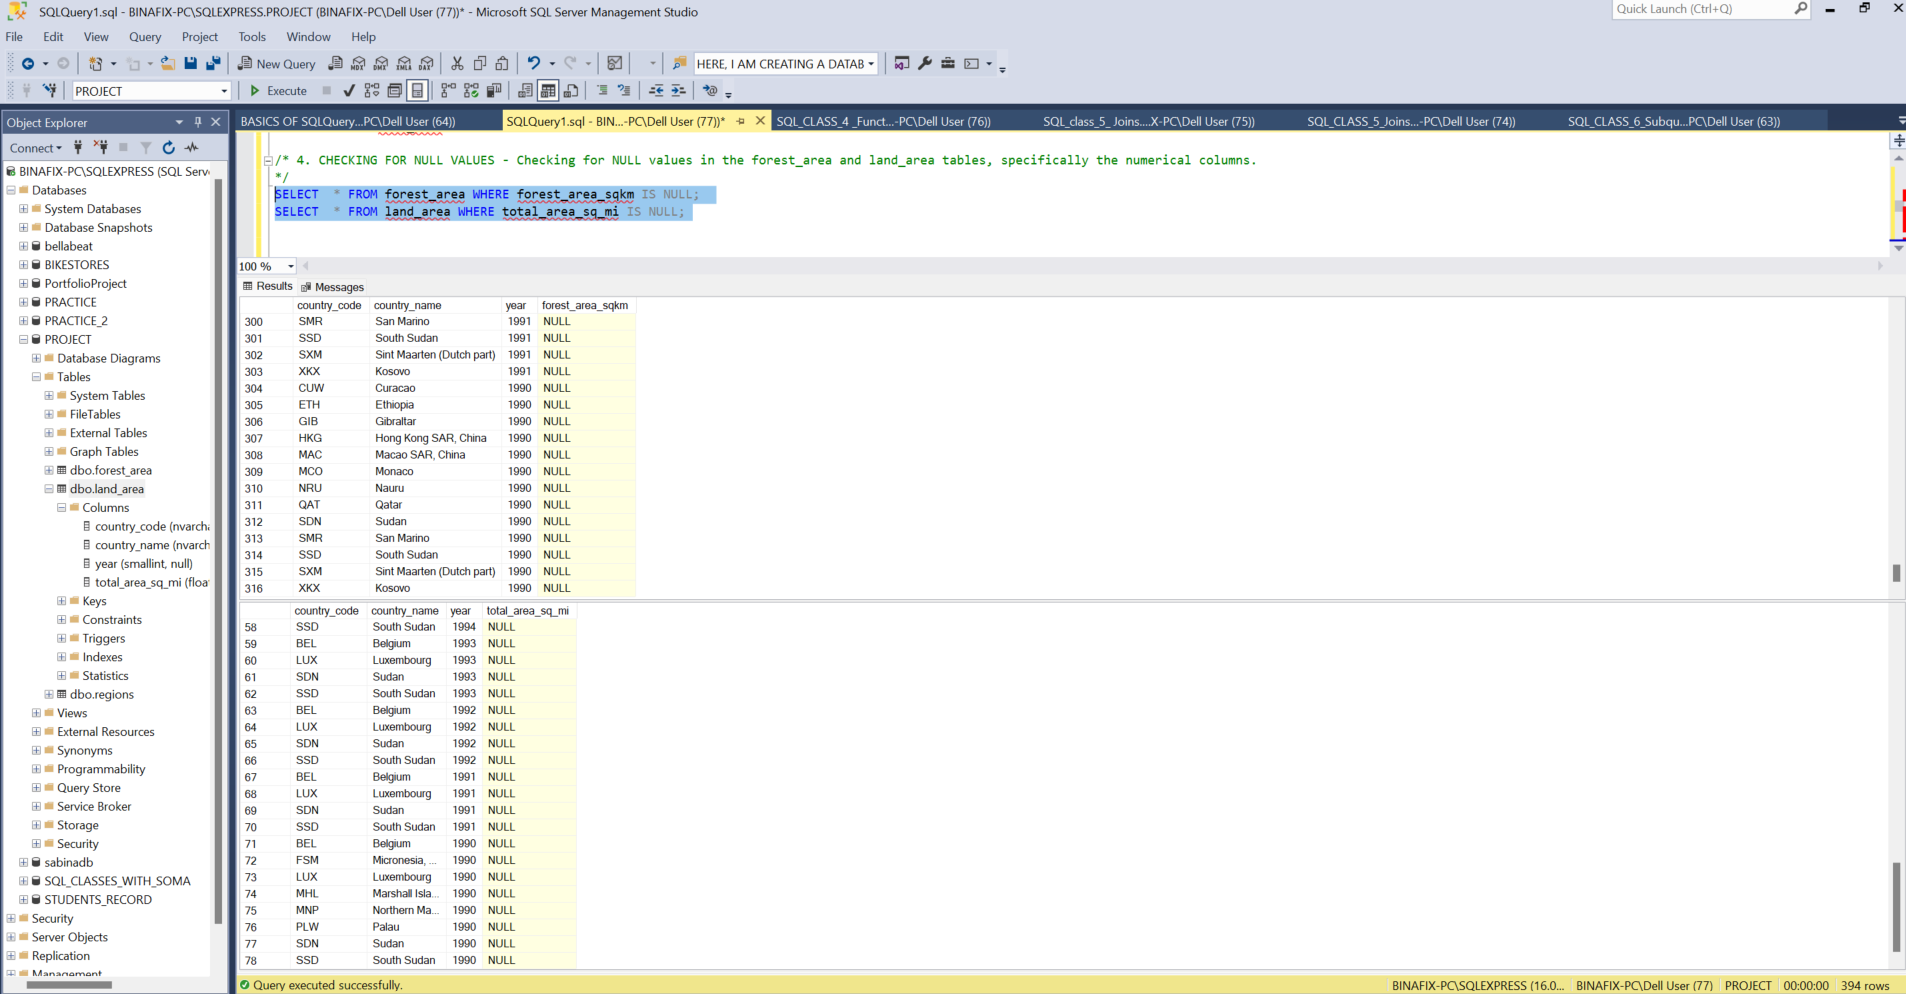 SQLQuery1.sql - BINAFIX-PC\SQLEXPRESS.PROJECT (BINAFIX-PC\Dell User (77))* - Microsoft SQL Server Management Studio
Quick Launch (Ctrl+Q)
File Edit View Query Project Tools Window Help
New Query
HERE, I AM CREATING A DATAB
PROJECT
Execute
Object Explorer
Connect
BINAFIX-PC\SQLEXPRESS (SQL Serv
Databases
System Databases
Database Snapshots
bellabeat
BIKESTORES
PortfolioProject
PRACTICE
PRACTICE_2
PROJECT
Database Diagrams
Tables
System Tables
FileTables
External Tables
Graph Tables
dbo.forest_area
dbo.land_area
Columns
country_code (nvarcha
country_name (nvarch
year (smallint, null)
total_area_sq_mi (floa
Keys
Constraints
Triggers
Indexes
Statistics
dbo.regions
Views
External Resources
Synonyms
Programmability
Query Store
Service Broker
Storage
Security
sabinadb
SQL_CLASSES_WITH_SOMA
STUDENTS_RECORD
Security
Server Objects
Replication
Management
BASICS OF SQLQuery...PC\Dell User (64))
SQLQuery1.sql - BIN...-PC\Dell User (77))*
SQL_CLASS_4 _Funct...-PC\Dell User (76))
SQL_class_5_ Joins....X-PC\Dell User (75))
SQL_CLASS_5_Joins...-PC\Dell User (74))
SQL_CLASS_6_Subqu...PC\Dell User (63))
/* 4. CHECKING FOR NULL VALUES - Checking for NULL values in the forest_area and land_area tables, specifically the numerical columns.
*/
SELECT * FROM forest_area WHERE forest_area_sqkm IS NULL;
SELECT * FROM land_area WHERE total_area_sq_mi IS NULL;
100 %
Results Messages
country_code country_name year forest_area_sqkm
300 SMR San Marino 1991 NULL
301 SSD South Sudan 1991 NULL
302 SXM Sint Maarten (Dutch part) 1991 NULL
303 XKX Kosovo 1991 NULL
304 CUW Curacao 1990 NULL
305 ETH Ethiopia 1990 NULL
306 GIB Gibraltar 1990 NULL
307 HKG Hong Kong SAR, China 1990 NULL
308 MAC Macao SAR, China 1990 NULL
309 MCO Monaco 1990 NULL
310 NRU Nauru 1990 NULL
311 QAT Qatar 1990 NULL
312 SDN Sudan 1990 NULL
313 SMR San Marino 1990 NULL
314 SSD South Sudan 1990 NULL
315 SXM Sint Maarten (Dutch part) 1990 NULL
316 XKX Kosovo 1990 NULL
country_code country_name year total_area_sq_mi
58 SSD South Sudan 1994 NULL
59 BEL Belgium 1993 NULL
60 LUX Luxembourg 1993 NULL
61 SDN Sudan 1993 NULL
62 SSD South Sudan 1993 NULL
63 BEL Belgium 1992 NULL
64 LUX Luxembourg 1992 NULL
65 SDN Sudan 1992 NULL
66 SSD South Sudan 1992 NULL
67 BEL Belgium 1991 NULL
68 LUX Luxembourg 1991 NULL
69 SDN Sudan 1991 NULL
70 SSD South Sudan 1991 NULL
71 BEL Belgium 1990 NULL
72 FSM Micronesia, ... 1990 NULL
73 LUX Luxembourg 1990 NULL
74 MHL Marshall Isla... 1990 NULL
75 MNP Northern Ma... 1990 NULL
76 PLW Palau 1990 NULL
77 SDN Sudan 1990 NULL
78 SSD South Sudan 1990 NULL
Query executed successfully.
BINAFIX-PC\SQLEXPRESS (16.0... BINAFIX-PC\Dell User (77) PROJECT 00:00:00 394 rows